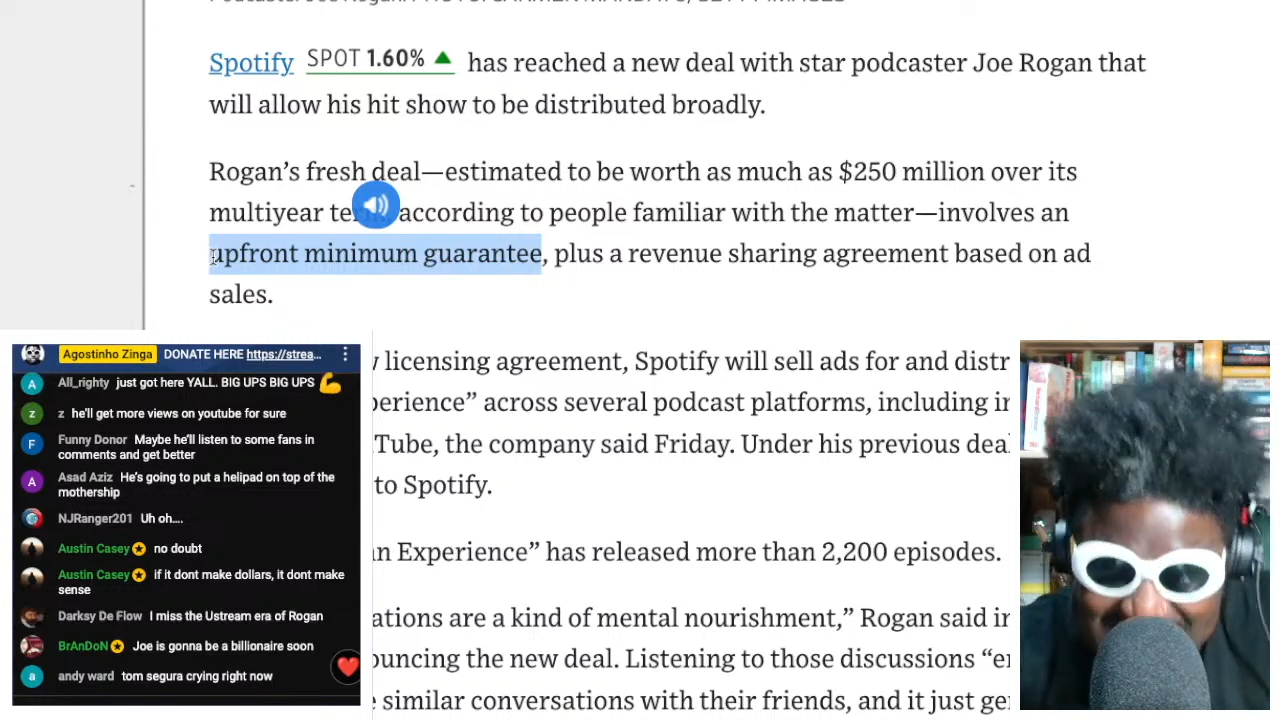 Spotify SPOT 1.60% ▲ has reached a new deal with star podcaster Joe Rogan that
will allow his hit show to be distributed broadly.
Rogan’s fresh deal—estimated to be worth as much as $250 million over its
multiyear according to people familiar with the matter—involves an
upfront minimum guarantee, plus a revenue sharing agreement based on ad
sales.
licensing agreement, Spotify will sell ads for and distr
perience” across several podcast platforms, including in
Tube, the company said Friday. Under his previous deal
to Spotify.
an Experience” has released more than 2,200 episodes.
ations are a kind of mental nourishment,” Rogan said in
ouncing the new deal. Listening to those discussions “en
similar conversations with their friends, and it just ge
Agostinho Zinga DONATE HERE https://strea...
All_righty just got here YALL. BIG UPS BIG UPS 💪
z he'll get more views on youtube for sure
Funny Donor Maybe he'll listen to some fans in
comments and get better
Asad Aziz He's going to put a helipad on top of the
mothership
NJRanger201 Uh oh....
Austin Casey no doubt
Austin Casey if it dont make dollars, it dont make
sense
Darksy De Flow I miss the Ustream era of Rogan
BrAnDoN Joe is gonna be a billionaire soon
andy ward tom segura crying right now